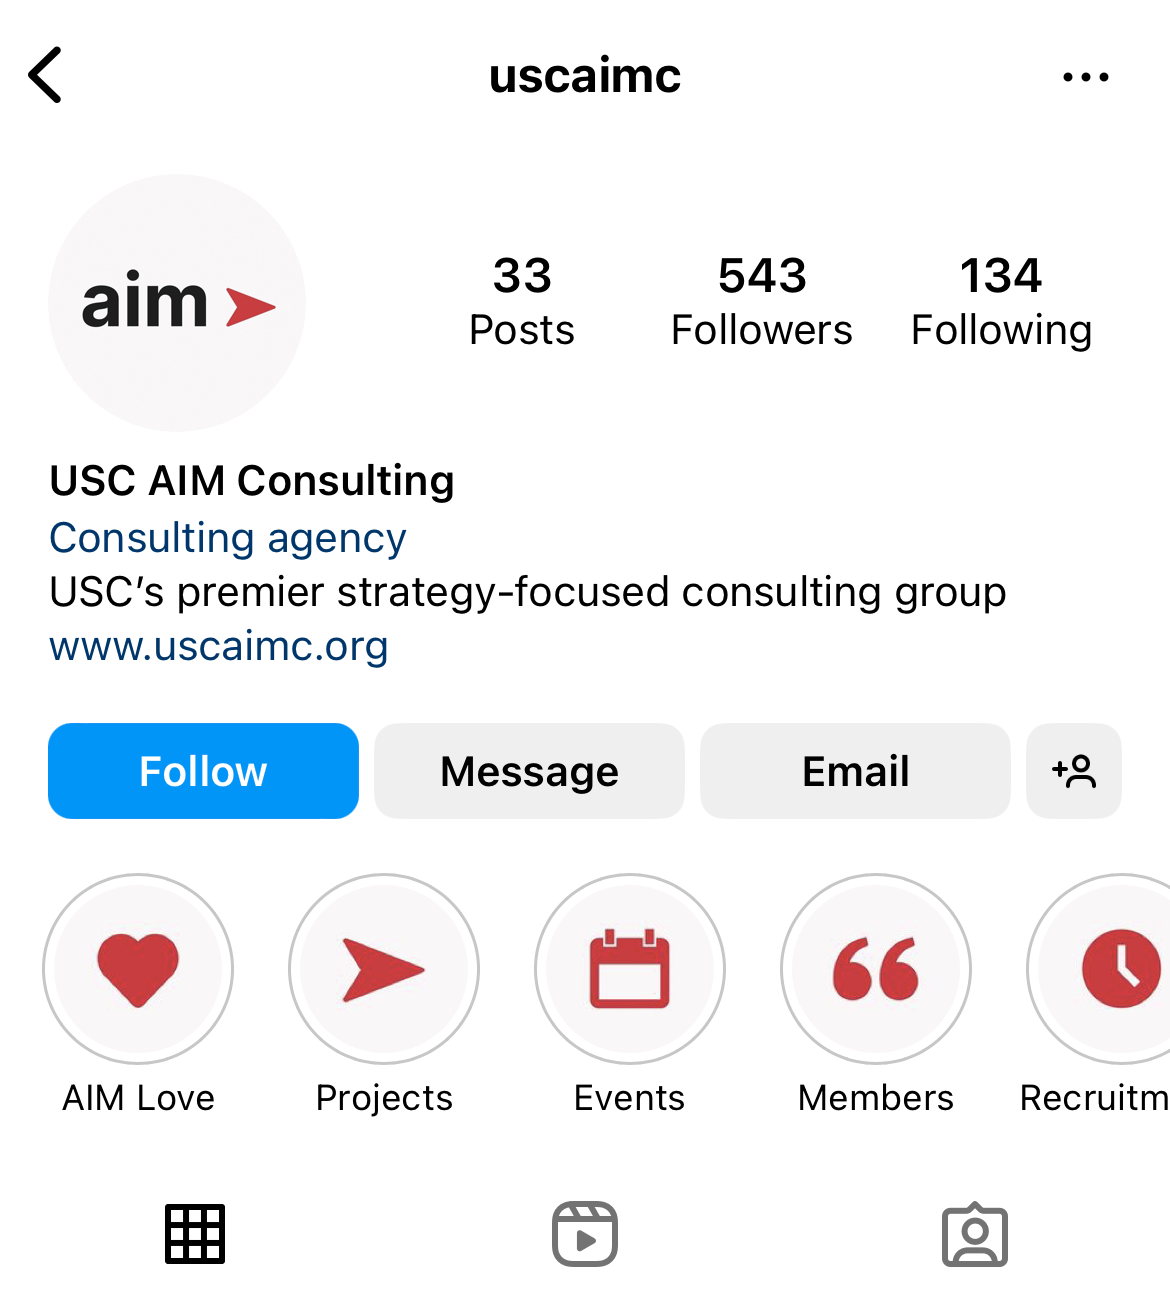 uscaimc
aim
33 543 134
Posts Followers Following
USC AIM Consulting
Consulting agency
USC’s premier strategy-focused consulting group
www.uscaimc.org
Follow Message Email
AIM Love Projects Events Members Recruitm